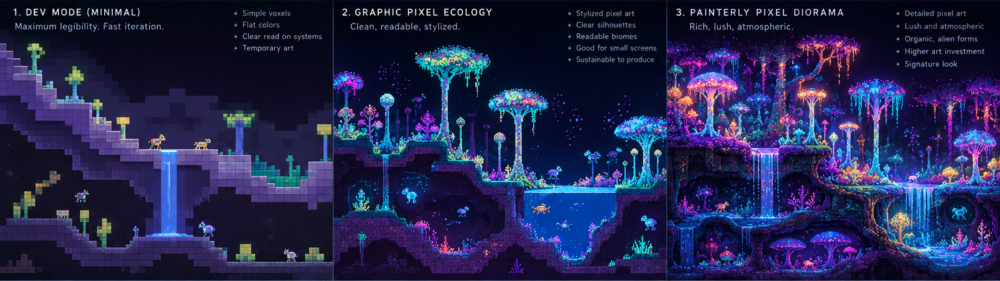 1. DEV MODE (MINIMAL)
Maximum legibility. Fast iteration.
+ Simple voxels
+ Flat colors
+ Clear read on systems
+ Temporary art
2. GRAPHIC PIXEL ECOLOGY
Clean, readable, stylized.
+ Stylized pixel art
+ Clear silhouettes
+ Readable biomes
+ Good for small screens
+ Sustainable to produce
3. PAINTERLY PIXEL DIORAMA
Rich, lush, atmospheric.
+ Detailed pixel art
+ Lush and atmospheric
+ Organic, alien forms
+ Higher art investment
+ Signature look